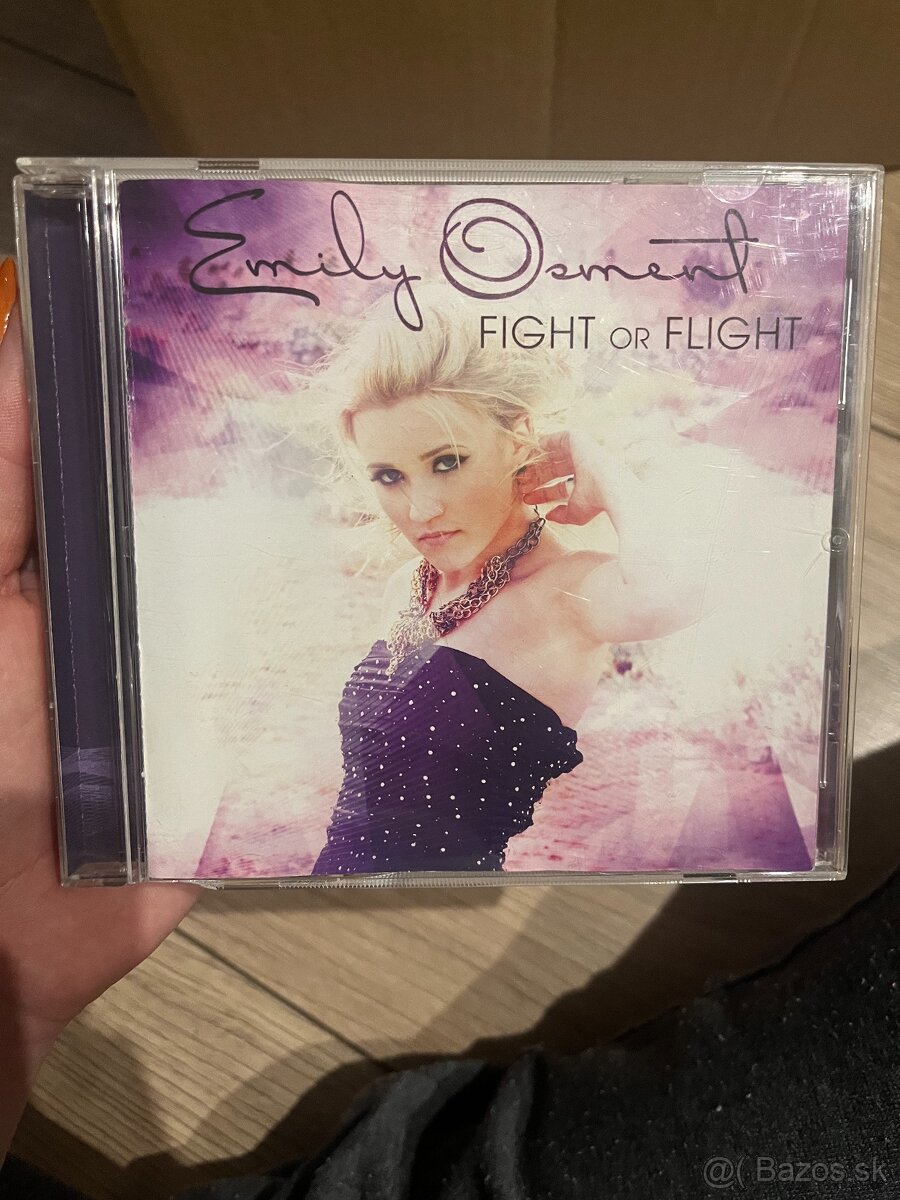 Emily Osment
FIGHT OR FLIGHT
@( Bazos.sk